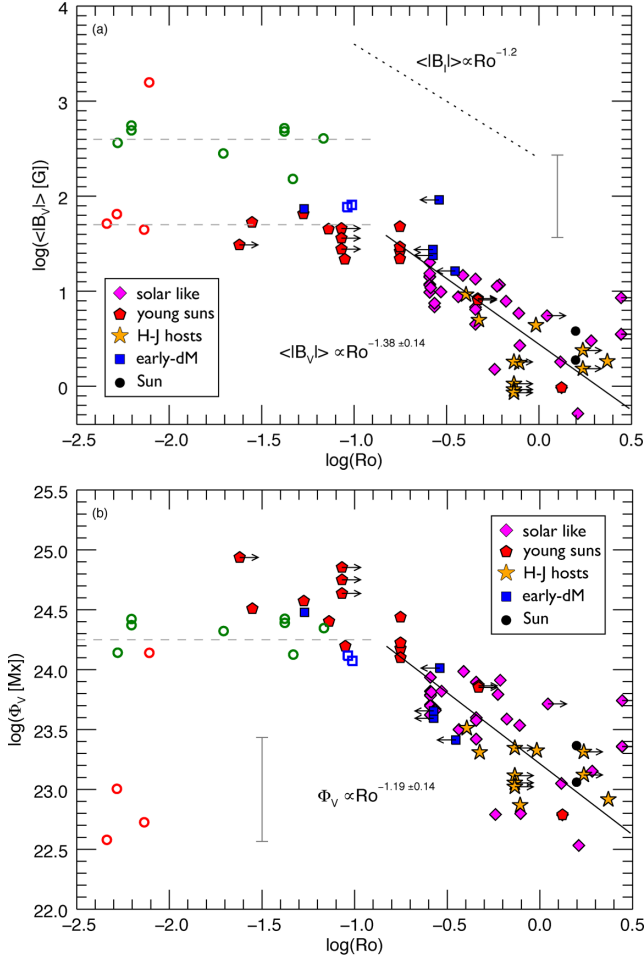 (a)
<|B_I|>∝Ro^-1.2
log(<|B_V|> [G])
4
3
2
1
0
solar like
young suns
H-J hosts
early-dM
Sun
<|B_V|> ∝Ro^-1.38 ±0.14
-2.5 -2.0 -1.5 -1.0 -0.5 0.0 0.5
log(Ro)
(b)
log(Φ_V [Mx])
25.5
25.0
24.5
24.0
23.5
23.0
22.5
22.0
solar like
young suns
H-J hosts
early-dM
Sun
Φ_V ∝Ro^-1.19 ±0.14
-2.5 -2.0 -1.5 -1.0 -0.5 0.0 0.5
log(Ro)